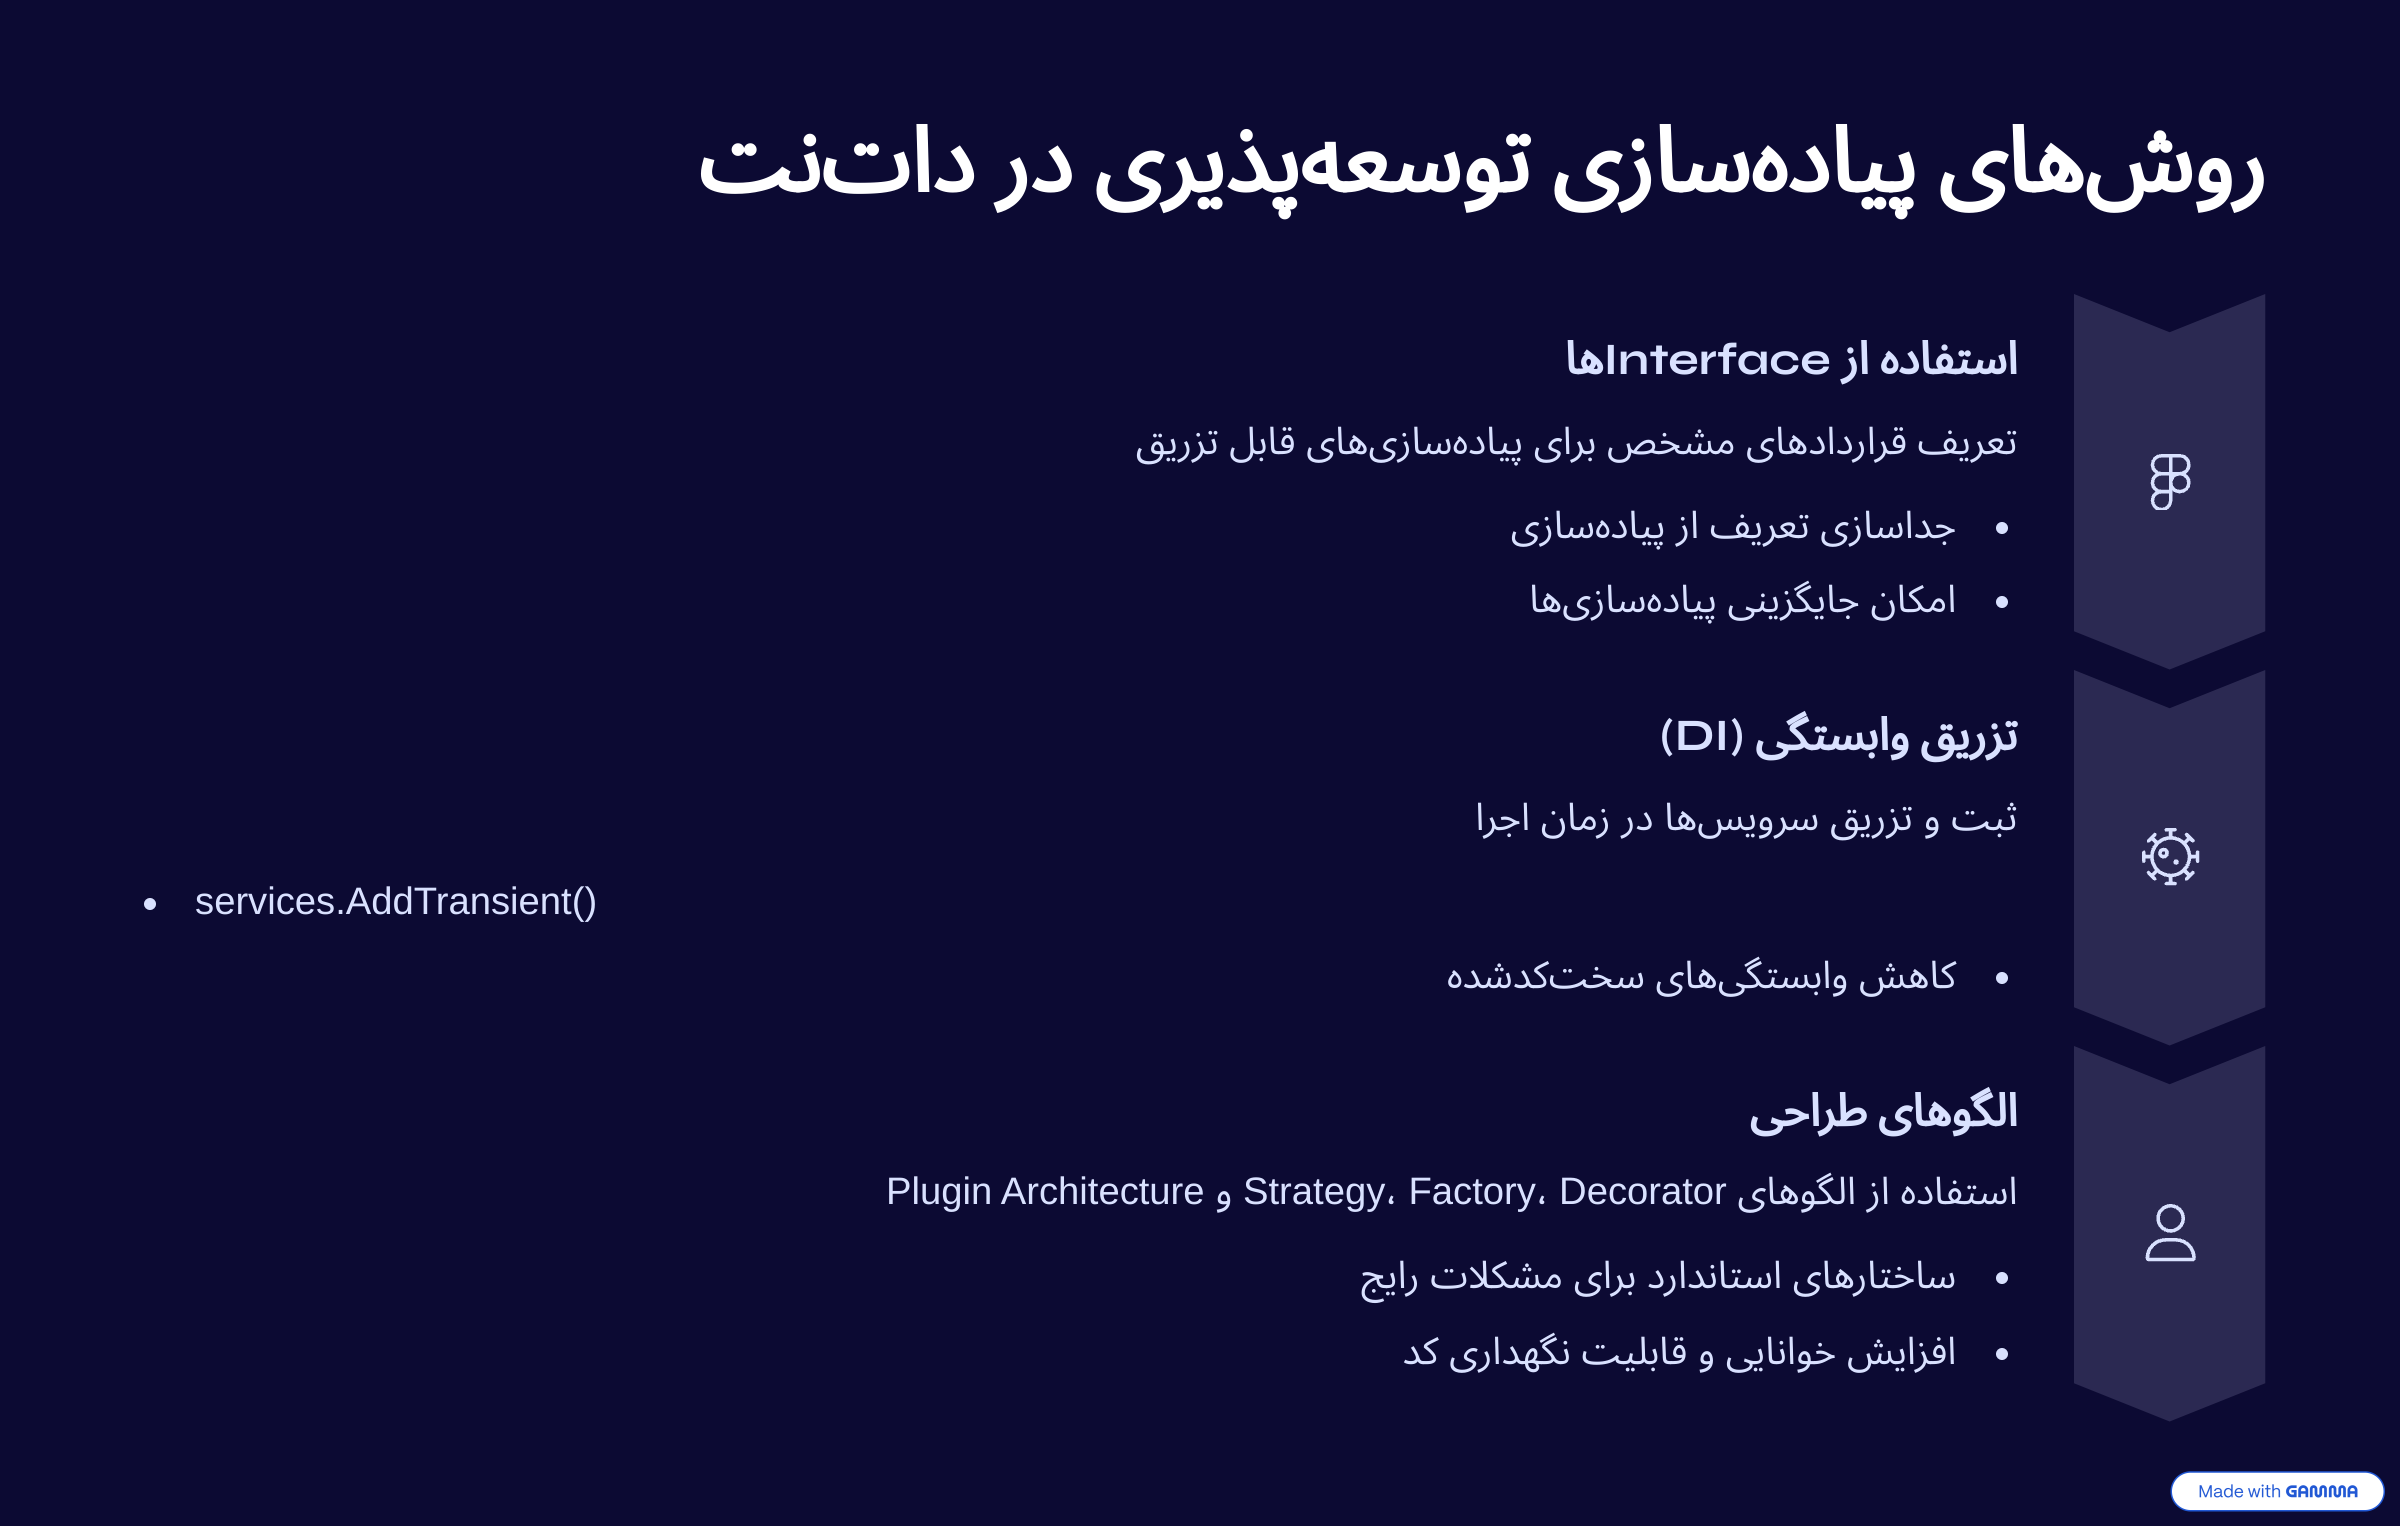 روش‌های پیاده‌سازی توسعه‌پذیری در دات‌نت
استفاده از Interfaceها
تعریف قراردادهای مشخص برای پیاده‌سازی‌های قابل تزریق
• جداسازی تعریف از پیاده‌سازی
• امکان جایگزینی پیاده‌سازی‌ها
تزریق وابستگی (DI)
ثبت و تزریق سرویس‌ها در زمان اجرا
• services.AddTransient()
• کاهش وابستگی‌های سخت‌کدشده
الگوهای طراحی
استفاده از الگوهای Strategy، Factory، Decorator و Plugin Architecture
• ساختارهای استاندارد برای مشکلات رایج
• افزایش خوانایی و قابلیت نگهداری کد
Made with GAMMA